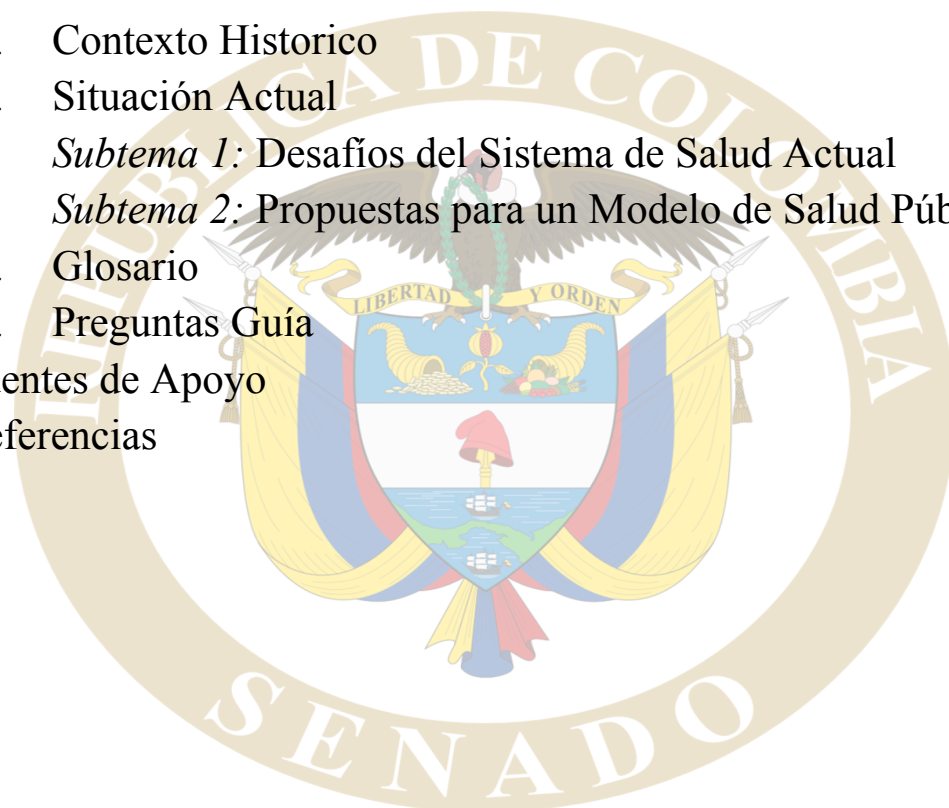 . Contexto Historico
. Situación Actual
Subtema 1: Desafíos del Sistema de Salud Actual
Subtema 2: Propuestas para un Modelo de Salud Púb
. Glosario
. Preguntas Guía
entes de Apoyo
eferencias
REPUBLICA DE COLOMBIA
LIBERTAD Y ORDEN
SENADO